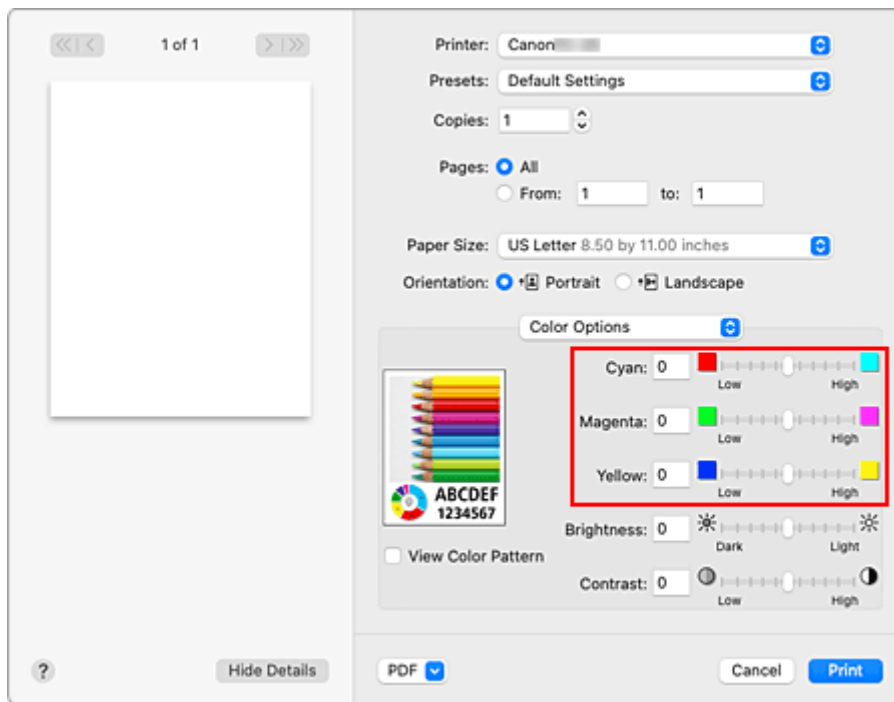 1 of 1
Printer: Canon
Presets: Default Settings
Copies: 1
Pages: All
From: 1 to: 1
Paper Size: US Letter 8.50 by 11.00 inches
Orientation: Portrait Landscape
Color Options
ABCDEF
1234567
View Color Pattern
Cyan: 0
Low High
Magenta: 0
Low High
Yellow: 0
Low High
Brightness: 0
Dark Light
Contrast: 0
Low High
? Hide Details PDF Cancel Print